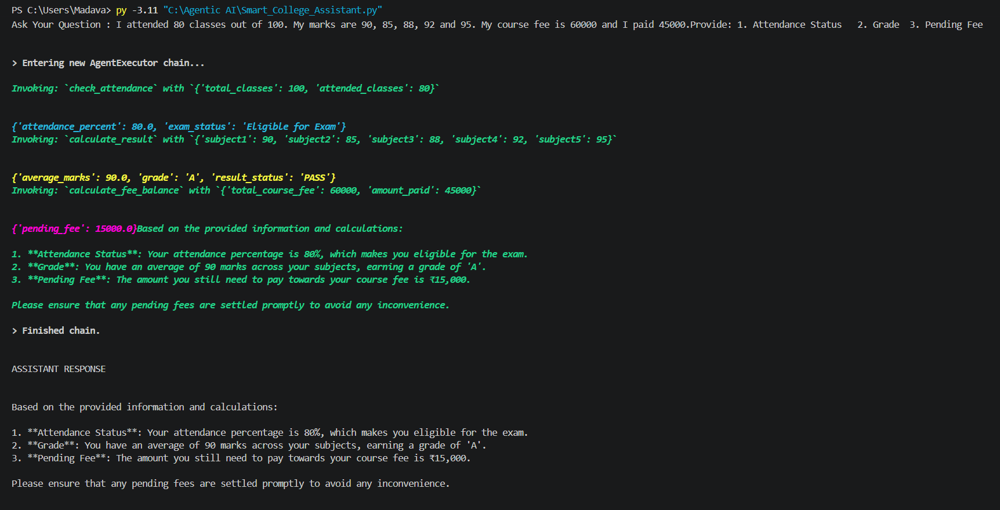 PS C:\Users\Madava> py -3.11 "C:\Agentic AI\Smart_College_Assistant.py"
Ask Your Question : I attended 80 classes out of 100. My marks are 90, 85, 88, 92 and 95. My course fee is 60000 and I paid 45000.Provide: 1. Attendance Status   2. Grade  3. Pending Fee
> Entering new AgentExecutor chain...
Invoking: `check_attendance` with `{'total_classes': 100, 'attended_classes': 80}`
{'attendance_percent': 80.0, 'exam_status': 'Eligible for Exam'}
Invoking: `calculate_result` with `{'subject1': 90, 'subject2': 85, 'subject3': 88, 'subject4': 92, 'subject5': 95}`
{'average_marks': 90.0, 'grade': 'A', 'result_status': 'PASS'}
Invoking: `calculate_fee_balance` with `{'total_course_fee': 60000, 'amount_paid': 45000}`
{'pending_fee': 15000.0}Based on the provided information and calculations:
1. **Attendance Status**: Your attendance percentage is 80%, which makes you eligible for the exam.
2. **Grade**: You have an average of 90 marks across your subjects, earning a grade of 'A'.
3. **Pending Fee**: The amount you still need to pay towards your course fee is ₹15,000.
Please ensure that any pending fees are settled promptly to avoid any inconvenience.
> Finished chain.
ASSISTANT RESPONSE
Based on the provided information and calculations:
1. **Attendance Status**: Your attendance percentage is 80%, which makes you eligible for the exam.
2. **Grade**: You have an average of 90 marks across your subjects, earning a grade of 'A'.
3. **Pending Fee**: The amount you still need to pay towards your course fee is ₹15,000.
Please ensure that any pending fees are settled promptly to avoid any inconvenience.